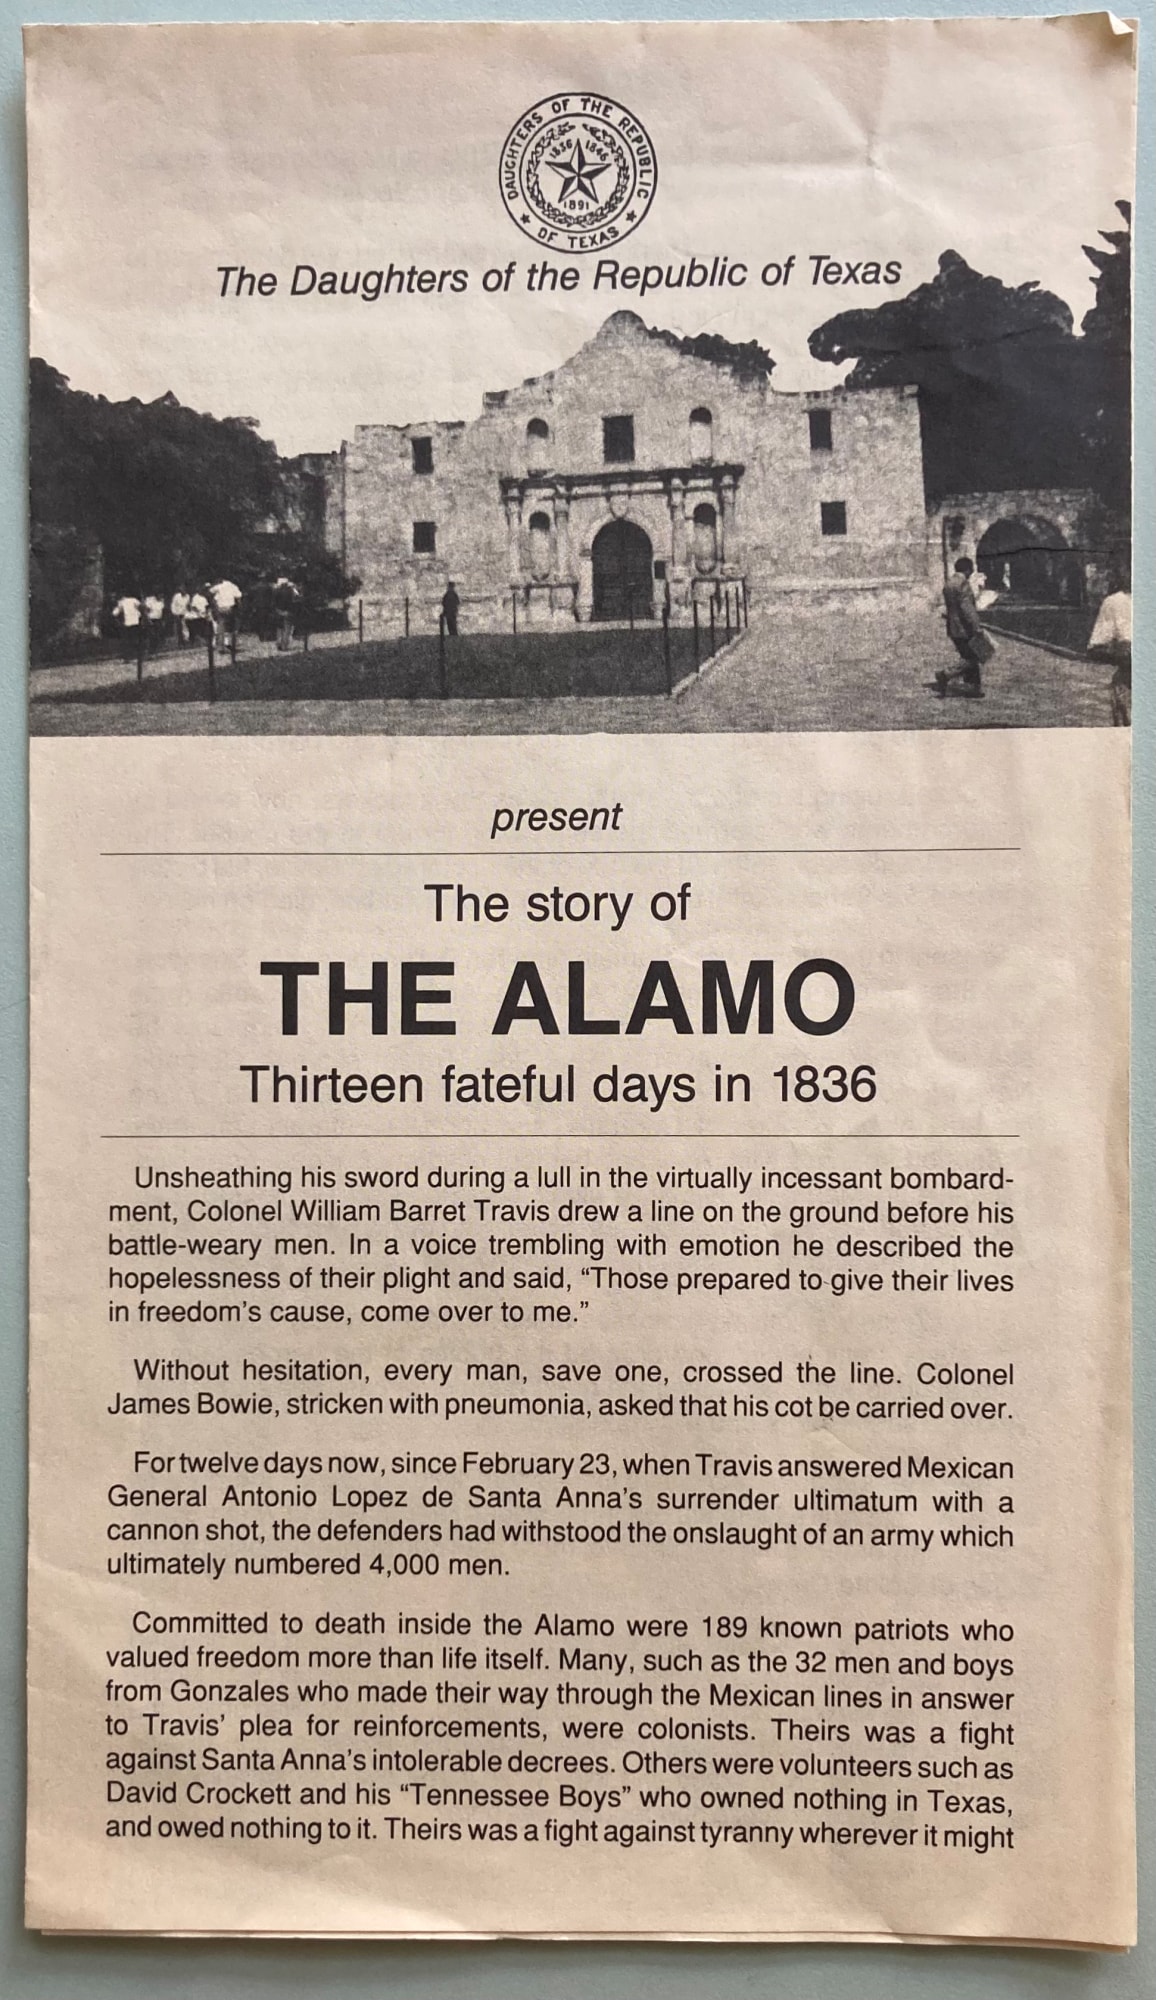 DAUGHTERS OF THE REPUBLIC
OF TEXAS
1836 1846
1891
The Daughters of the Republic of Texas
present
The story of
THE ALAMO
Thirteen fateful days in 1836
Unsheathing his sword during a lull in the virtually incessant bombard-
ment, Colonel William Barret Travis drew a line on the ground before his
battle-weary men. In a voice trembling with emotion he described the
hopelessness of their plight and said, “Those prepared to give their lives
in freedom’s cause, come over to me.”
Without hesitation, every man, save one, crossed the line. Colonel
James Bowie, stricken with pneumonia, asked that his cot be carried over.
For twelve days now, since February 23, when Travis answered Mexican
General Antonio Lopez de Santa Anna’s surrender ultimatum with a
cannon shot, the defenders had withstood the onslaught of an army which
ultimately numbered 4,000 men.
Committed to death inside the Alamo were 189 known patriots who
valued freedom more than life itself. Many, such as the 32 men and boys
from Gonzales who made their way through the Mexican lines in answer
to Travis’ plea for reinforcements, were colonists. Theirs was a fight
against Santa Anna’s intolerable decrees. Others were volunteers such as
David Crockett and his “Tennessee Boys” who owned nothing in Texas,
and owed nothing to it. Theirs was a fight against tyranny wherever it might